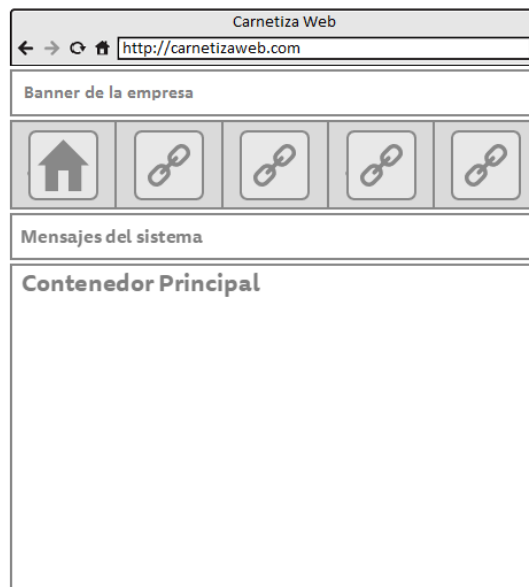 Carnetiza Web
http://carnetizaweb.com
Banner de la empresa
Mensajes del sistema
Contenedor Principal